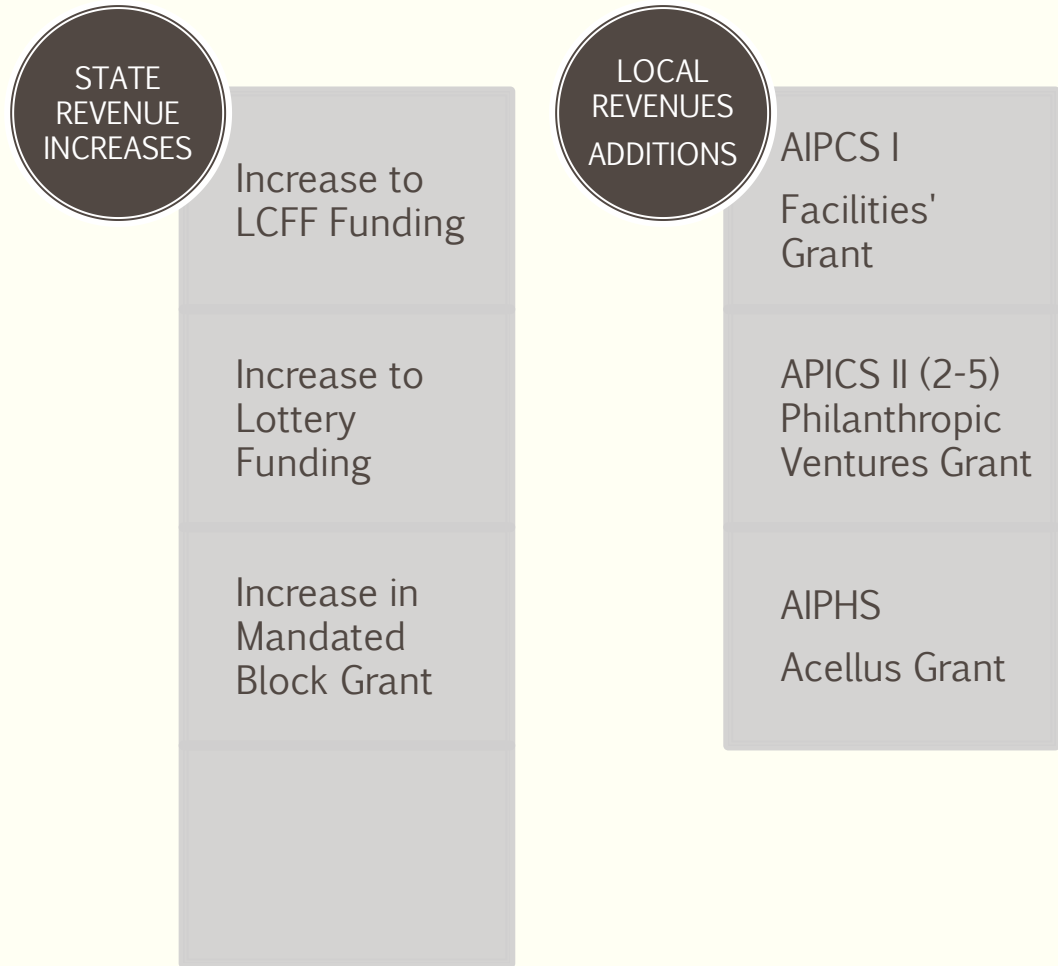 STATE
REVENUE
INCREASES
Increase to
LCFF Funding
Increase to
Lottery
Funding
Increase in
Mandated
Block Grant
LOCAL
REVENUES
ADDITIONS
AIPCS I
Facilities'
Grant
APICS II (2-5)
Philanthropic
Ventures Grant
AIPHS
Acellus Grant